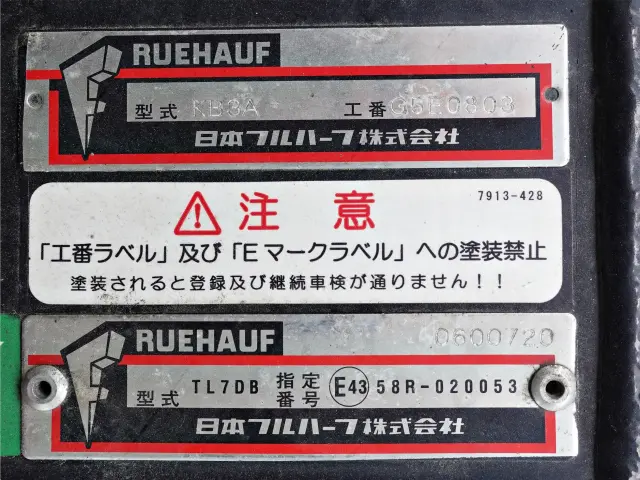 FRUEHAUF
型式 KB3A 工番 G5F0803
日本フルハーフ株式会社
注意 7913-428
「工番ラベル」及び「Eマークラベル」への塗装禁止
塗装されると登録及び継続車検が通りません!!
FRUEHAUF 0600720
型式 TL7DB 指定番号 E43 58R-020053
日本フルハーフ株式会社